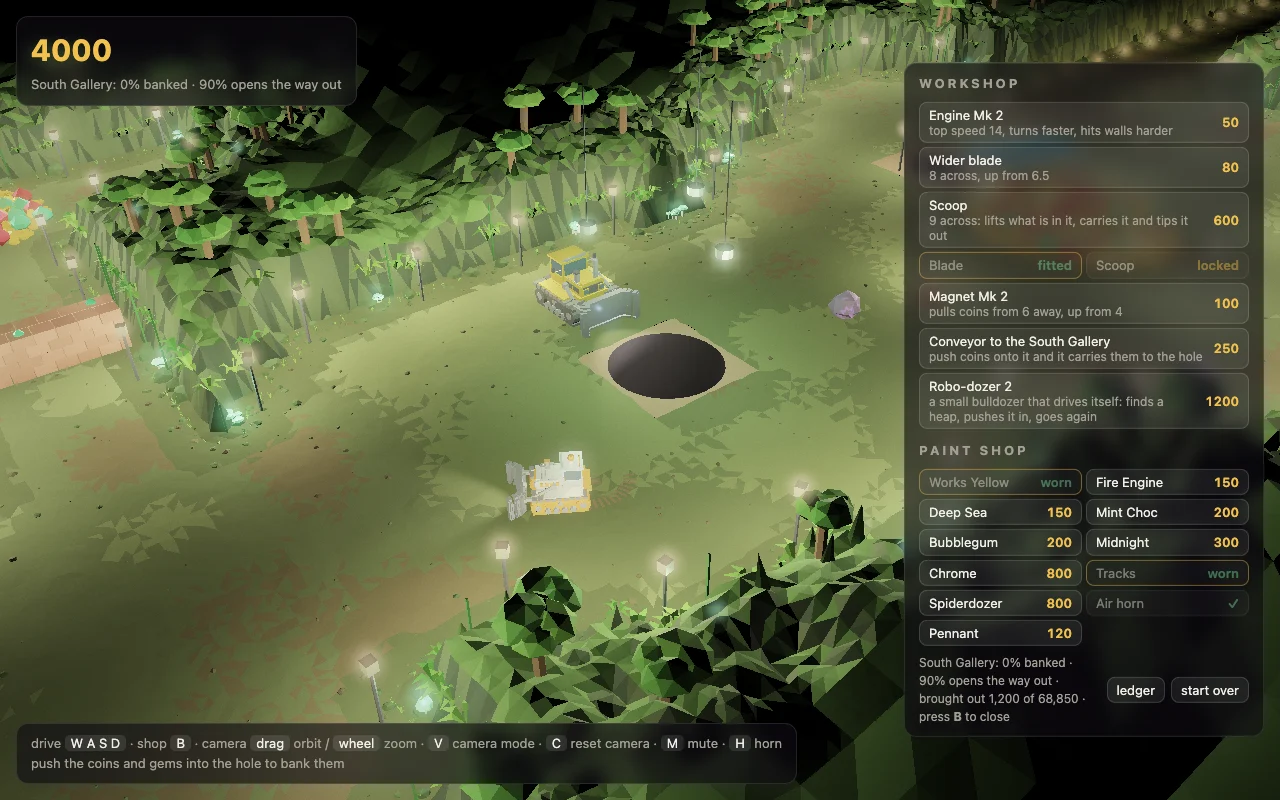 4000
South Gallery: 0% banked · 90% opens the way out
WORKSHOP
Engine Mk 2
top speed 14, turns faster, hits walls harder
50
Wider blade
8 across, up from 6.5
80
Scoop
9 across: lifts what is in it, carries it and tips it
out
600
Blade fitted
Scoop locked
Magnet Mk 2
pulls coins from 6 away, up from 4
100
Conveyor to the South Gallery
push coins onto it and it carries them to the hole
250
Robo-dozer 2
a small bulldozer that drives itself: finds a
heap, pushes it in, goes again
1200
PAINT SHOP
Works Yellow worn
Fire Engine 150
Deep Sea 150
Mint Choc 200
Bubblegum 200
Midnight 300
Chrome 800
Tracks worn
Spiderdozer 800
Air horn ✓
Pennant 120
South Gallery: 0% banked ·
90% opens the way out ·
brought out 1,200 of 68,850 ·
press B to close
ledger
start over
drive W A S D · shop B · camera drag orbit / wheel zoom · V camera mode · C reset camera · M mute · H horn
push the coins and gems into the hole to bank them